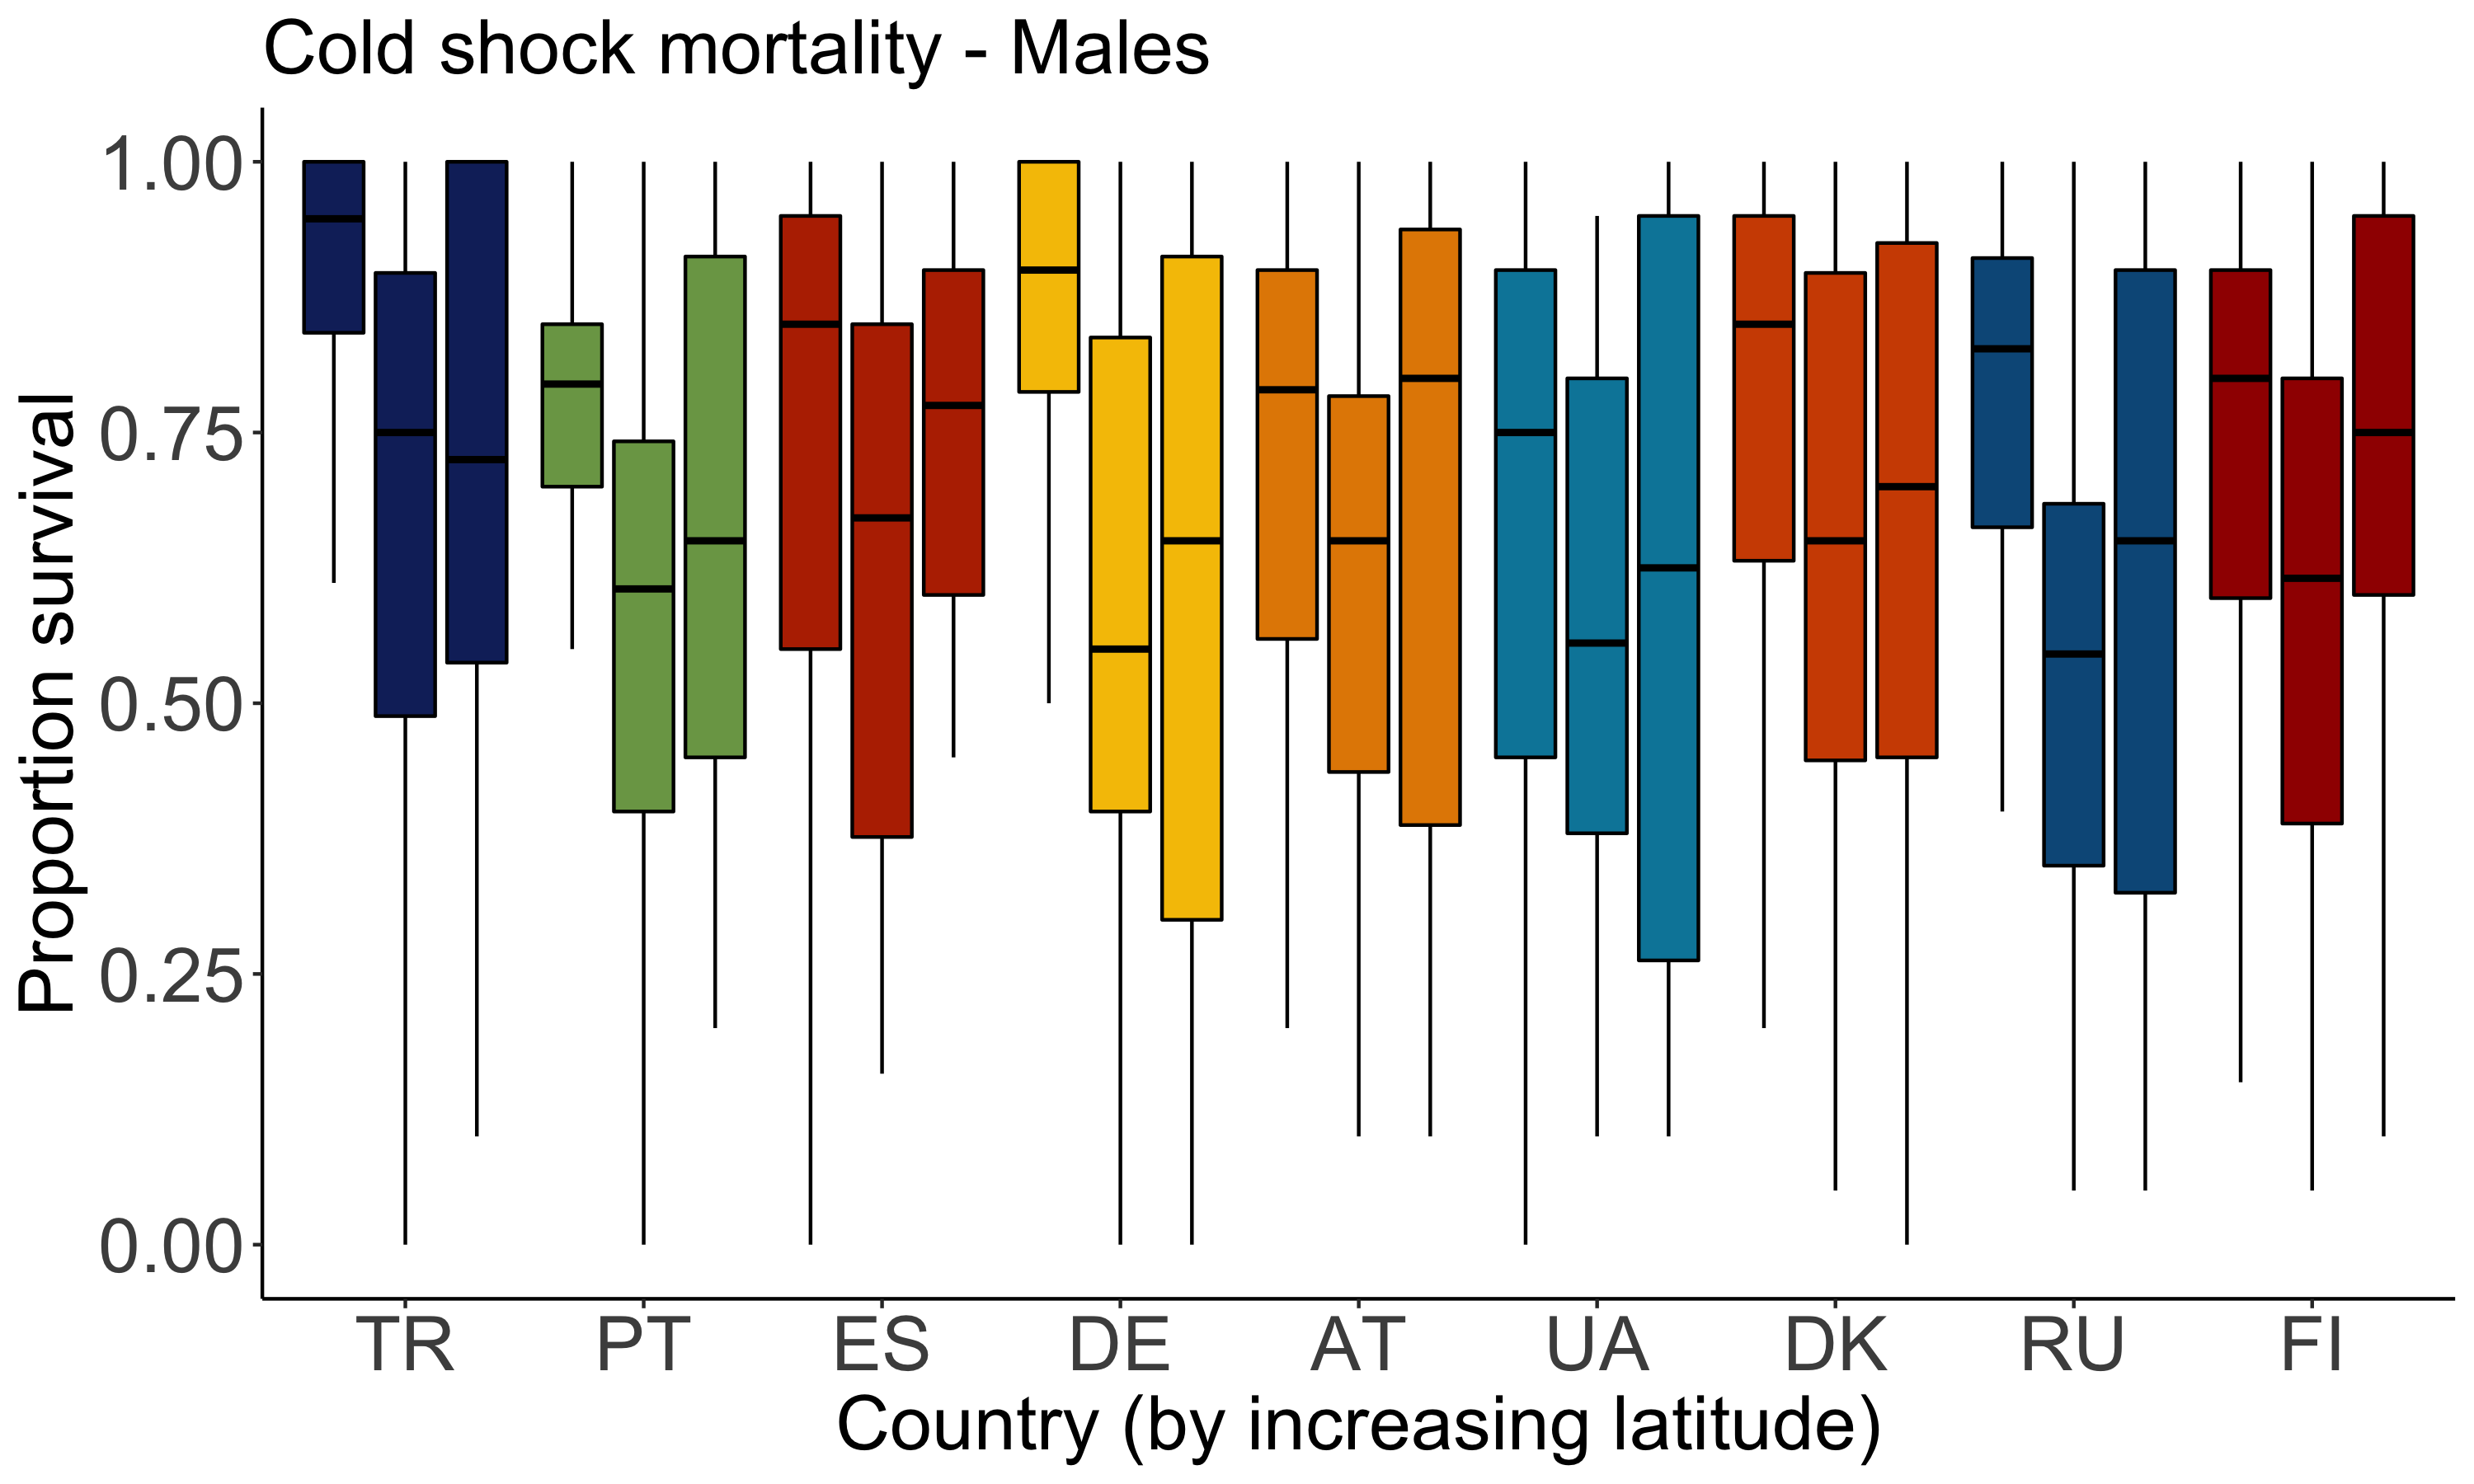 Cold shock mortality - Males
Proportion survival
1.00
0.75
0.50
0.25
0.00
TR PT ES DE AT UA DK RU FI
Country (by increasing latitude)